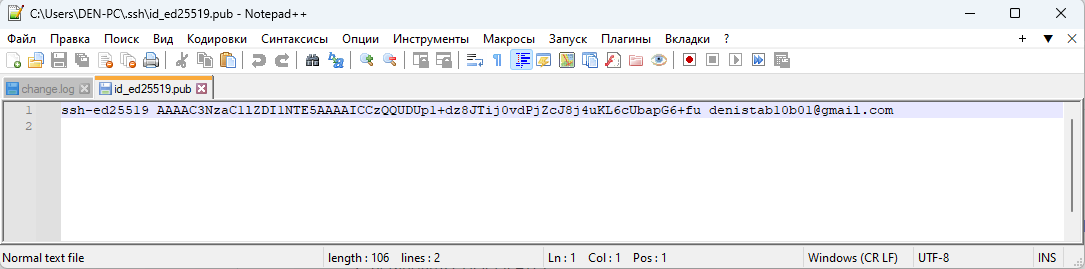 C:\Users\DEN-PC\.ssh\id_ed25519.pub - Notepad++
Файл Правка Поиск Вид Кодировки Синтаксисы Опции Инструменты Макросы Запуск Плагины Вкладки ? + ▼ X
change.log id_ed25519.pub
1 ssh-ed25519 AAAAC3NzaC1lZDI1NTE5AAAAICCzQQUDUp1+dz8JTij0vdPjZcJ8j4uKL6cUbapG6+fu denistab10b01@gmail.com
2
Normal text file length : 106 lines : 2 Ln : 1 Col : 1 Pos : 1 Windows (CR LF) UTF-8 INS